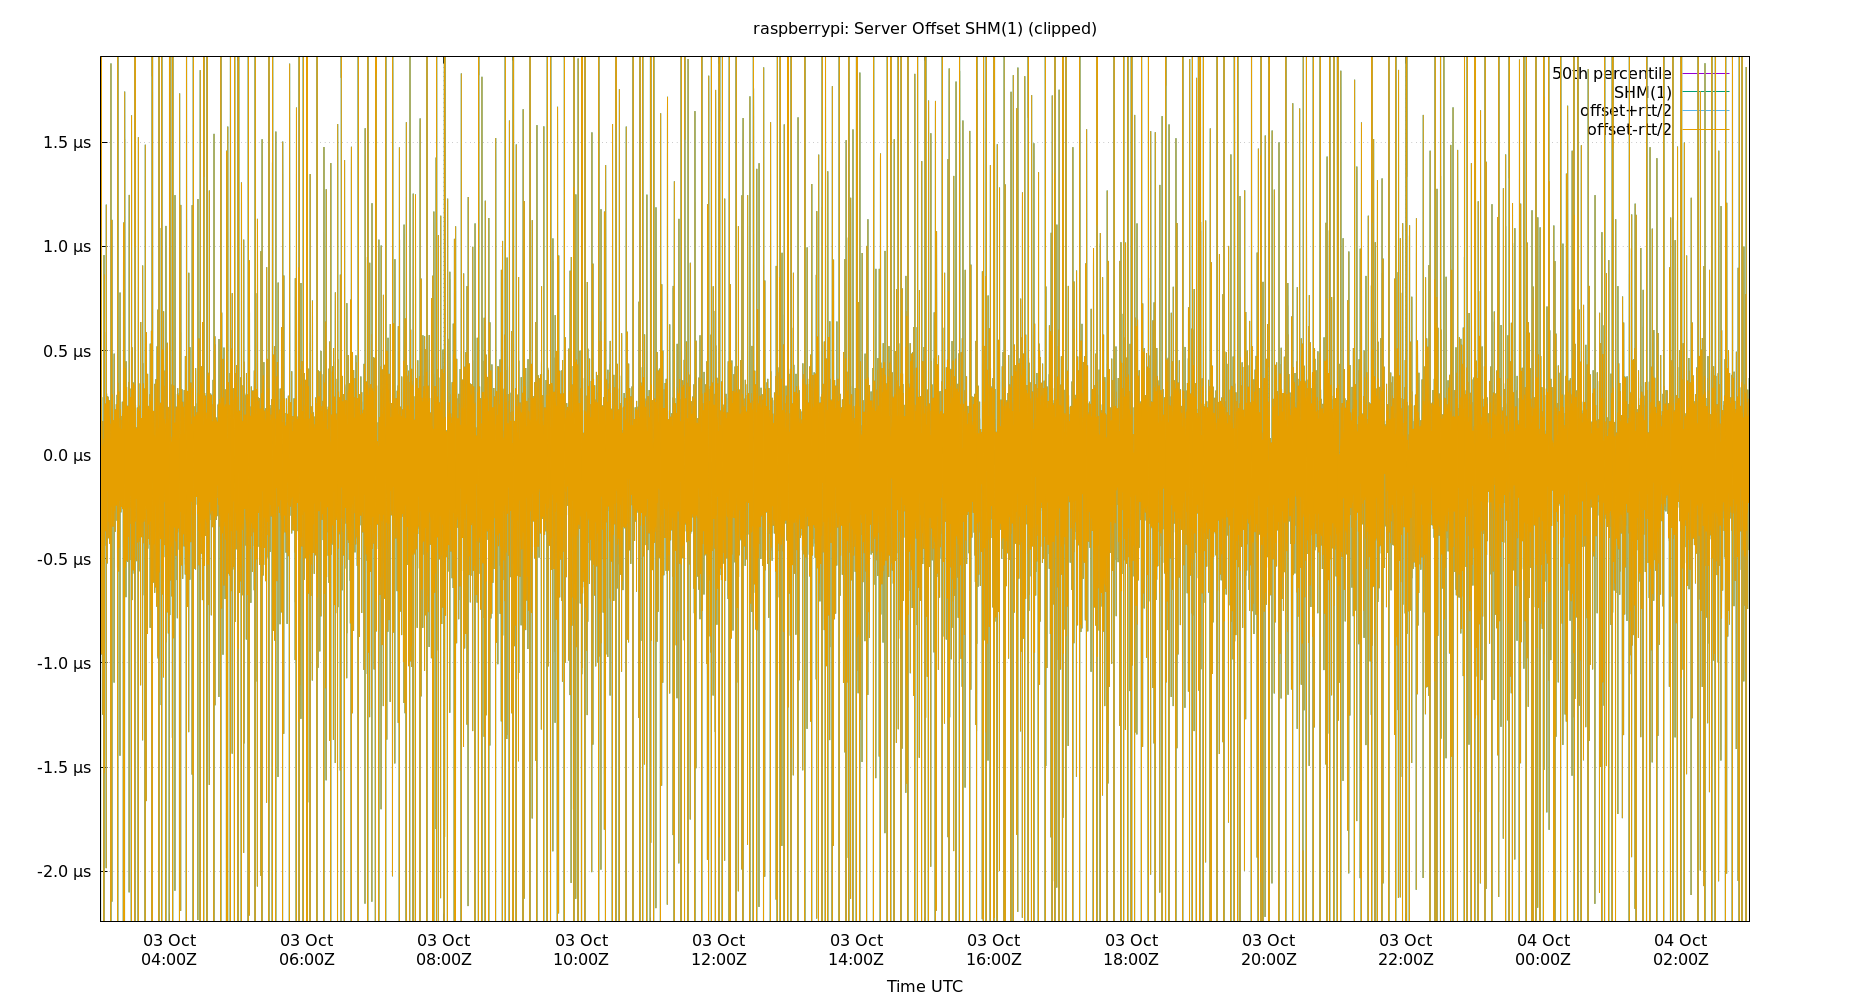 raspberrypi: Server Offset SHM(1) (clipped)
50th percentile
SHM(1)
offset+rtt/2
offset-rtt/2
1.5 µs
1.0 µs
0.5 µs
0.0 µs
-0.5 µs
-1.0 µs
-1.5 µs
-2.0 µs
03 Oct 03 Oct 03 Oct 03 Oct 03 Oct 03 Oct 03 Oct 03 Oct 03 Oct 03 Oct 04 Oct 04 Oct
04:00Z 06:00Z 08:00Z 10:00Z 12:00Z 14:00Z 16:00Z 18:00Z 20:00Z 22:00Z 00:00Z 02:00Z
Time UTC